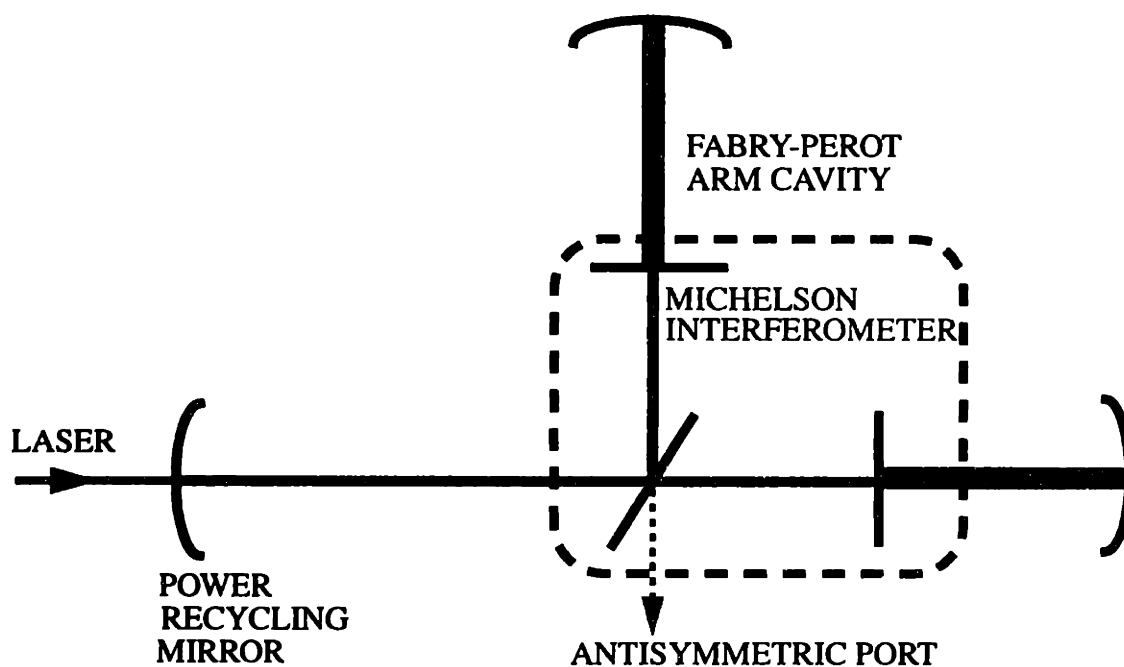 FABRY-PEROT
ARM CAVITY
MICHELSON
INTERFEROMETER
LASER
POWER
RECYCLING
MIRROR
ANTISYMMETRIC PORT